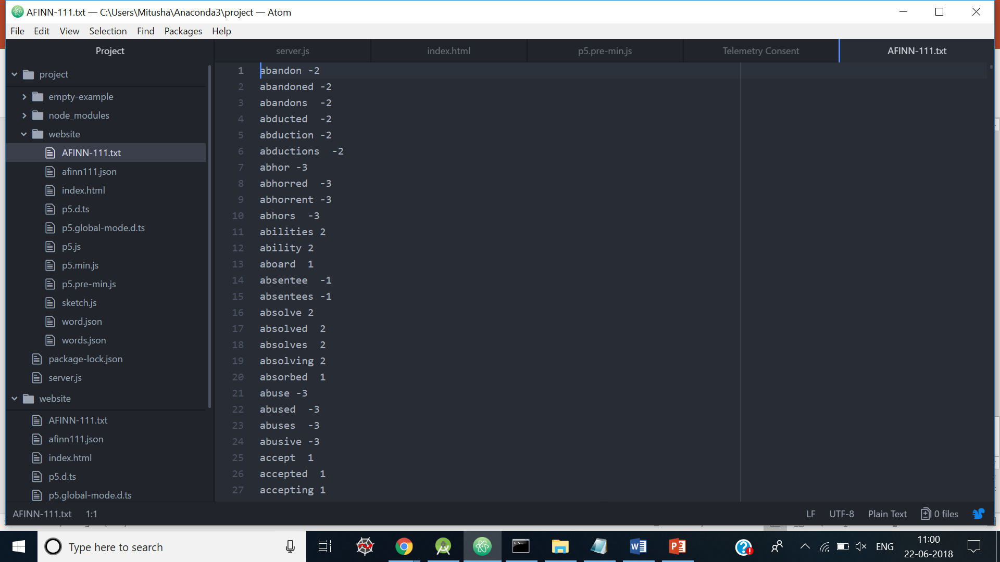 AFINN-111.txt — C:\Users\Mitusha\Anaconda3\project — Atom
File Edit View Selection Find Packages Help
Project
server.js
index.html
p5.pre-min.js
Telemetry Consent
AFINN-111.txt
project
empty-example
node_modules
website
AFINN-111.txt
afinn111.json
index.html
p5.d.ts
p5.global-mode.d.ts
p5.js
p5.min.js
p5.pre-min.js
sketch.js
word.json
words.json
package-lock.json
server.js
website
AFINN-111.txt
afinn111.json
index.html
p5.d.ts
p5.global-mode.d.ts
1 abandon -2
2 abandoned -2
3 abandons  -2
4 abducted  -2
5 abduction -2
6 abductions  -2
7 abhor -3
8 abhorred  -3
9 abhorrent -3
10 abhors  -3
11 abilities 2
12 ability 2
13 aboard  1
14 absentee  -1
15 absentees -1
16 absolve 2
17 absolved  2
18 absolves  2
19 absolving 2
20 absorbed  1
21 abuse -3
22 abused  -3
23 abuses  -3
24 abusive -3
25 accept  1
26 accepted  1
27 accepting 1
AFINN-111.txt 1:1
LF UTF-8 Plain Text 0 files
Type here to search
ENG
11:00
22-06-2018